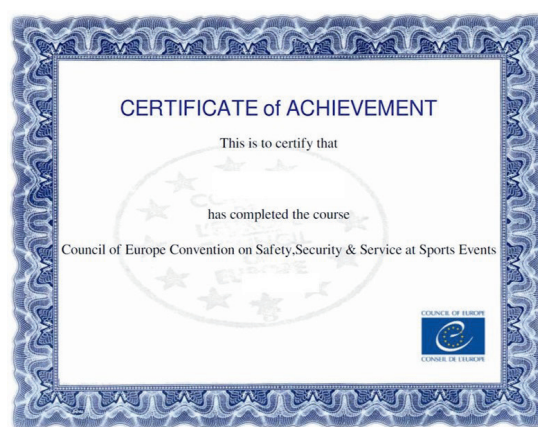 CERTIFICATE of ACHIEVEMENT
This is to certify that
has completed the course
Council of Europe Convention on Safety,Security & Service at Sports Events
COUNCIL OF EUROPE
CONSEIL DE L'EUROPE